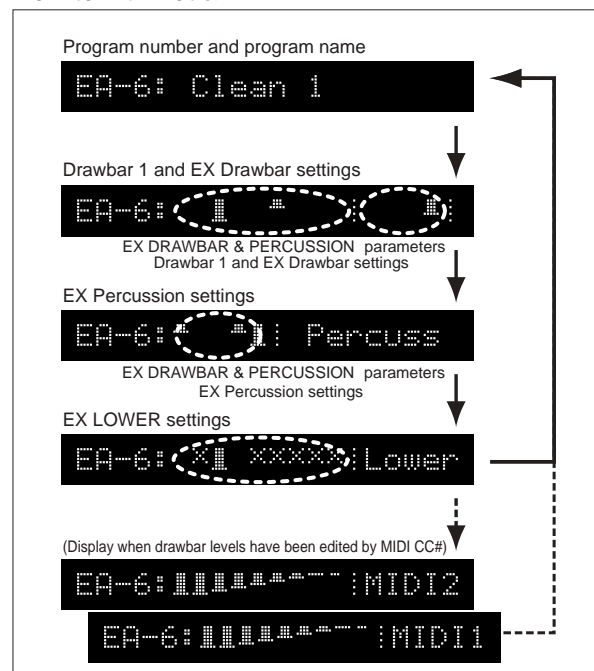 Program number and program name
EA-6: Clean 1
Drawbar 1 and EX Drawbar settings
EA-6:
EX DRAWBAR & PERCUSSION parameters
Drawbar 1 and EX Drawbar settings
EX Percussion settings
EA-6: Percuss
EX DRAWBAR & PERCUSSION parameters
EX Percussion settings
EX LOWER settings
EA-6: X XXXXX Lower
(Display when drawbar levels have been edited by MIDI CC#)
EA-6: MIDI2
EA-6: MIDI1